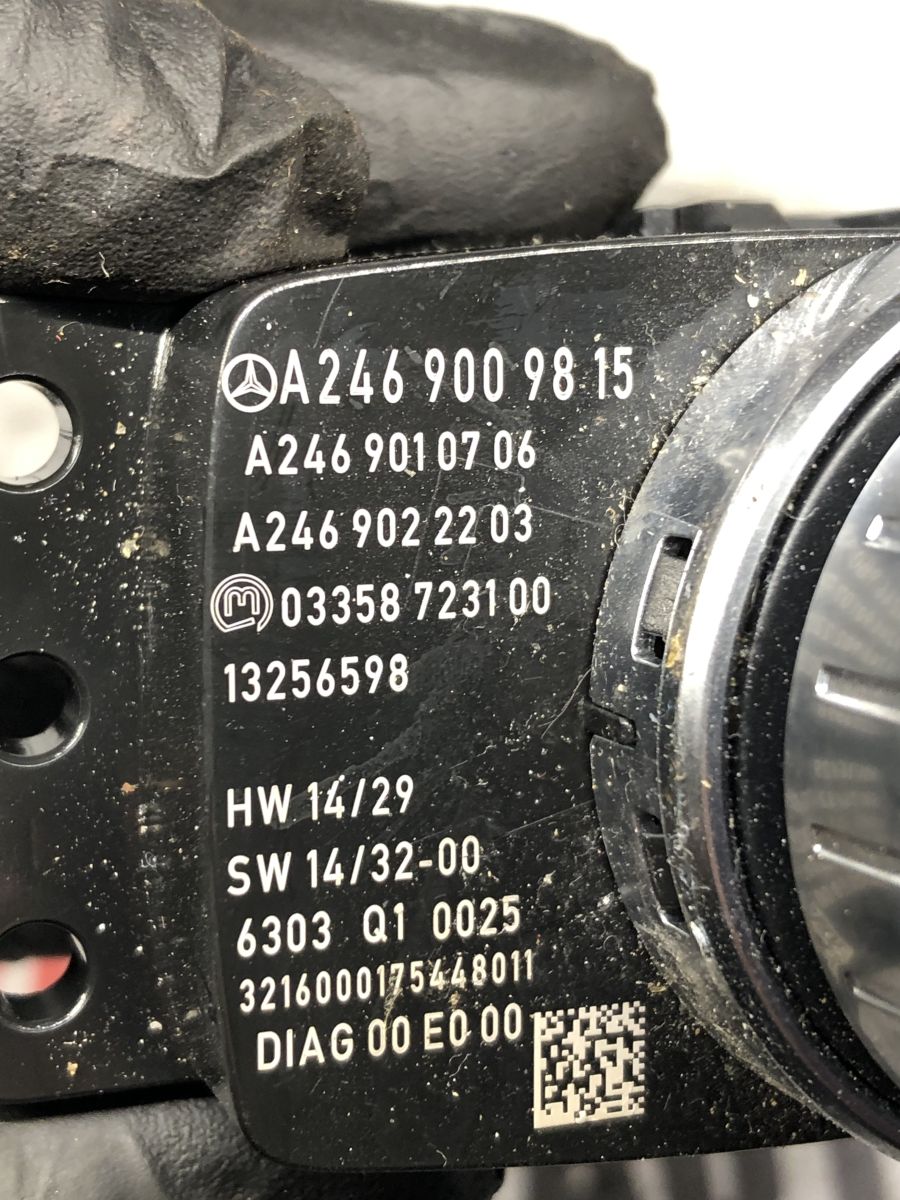 A246 900 98 15
A246 901 07 06
A246 902 22 03
M 03358 7231 00
13256598
HW 14/29
SW 14/32-00
6303 Q1 0025
3216000175448011
DIAG 00 E0 00